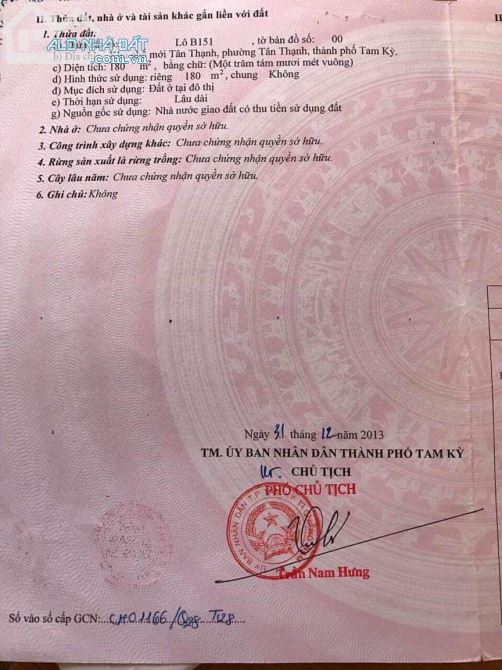 II. Thửa đất, nhà ở và tài sản khác gắn liền với đất
1. Thửa đất:
Lô B151 , tờ bản đồ số: 00
b) Địa mới Tân Thạnh, phường Tân Thạnh, thành phố Tam Kỳ.
c) Diện tích: 180 m², bằng chữ: (Một trăm tám mươi mét vuông)
d) Hình thức sử dụng: riêng 180 m², chung Không
đ) Mục đích sử dụng: Đất ở tại đô thị
e) Thời hạn sử dụng: Lâu dài
g) Nguồn gốc sử dụng: Nhà nước giao đất có thu tiền sử dụng đất
2. Nhà ở: Chưa chứng nhận quyền sở hữu.
3. Công trình xây dựng khác: Chưa chứng nhận quyền sở hữu.
4. Rừng sản xuất là rừng trồng: Chưa chứng nhận quyền sở hữu.
5. Cây lâu năm: Chưa chứng nhận quyền sở hữu.
6. Ghi chú: Không
ALO NHÀ ĐẤT
alonhadat.com.vn
Ngày 31 tháng 12 năm 2013
TM. ỦY BAN NHÂN DÂN THÀNH PHỐ TAM KỲ
KT. CHỦ TỊCH
PHÓ CHỦ TỊCH
Trần Nam Hưng
Số vào sổ cấp GCN: